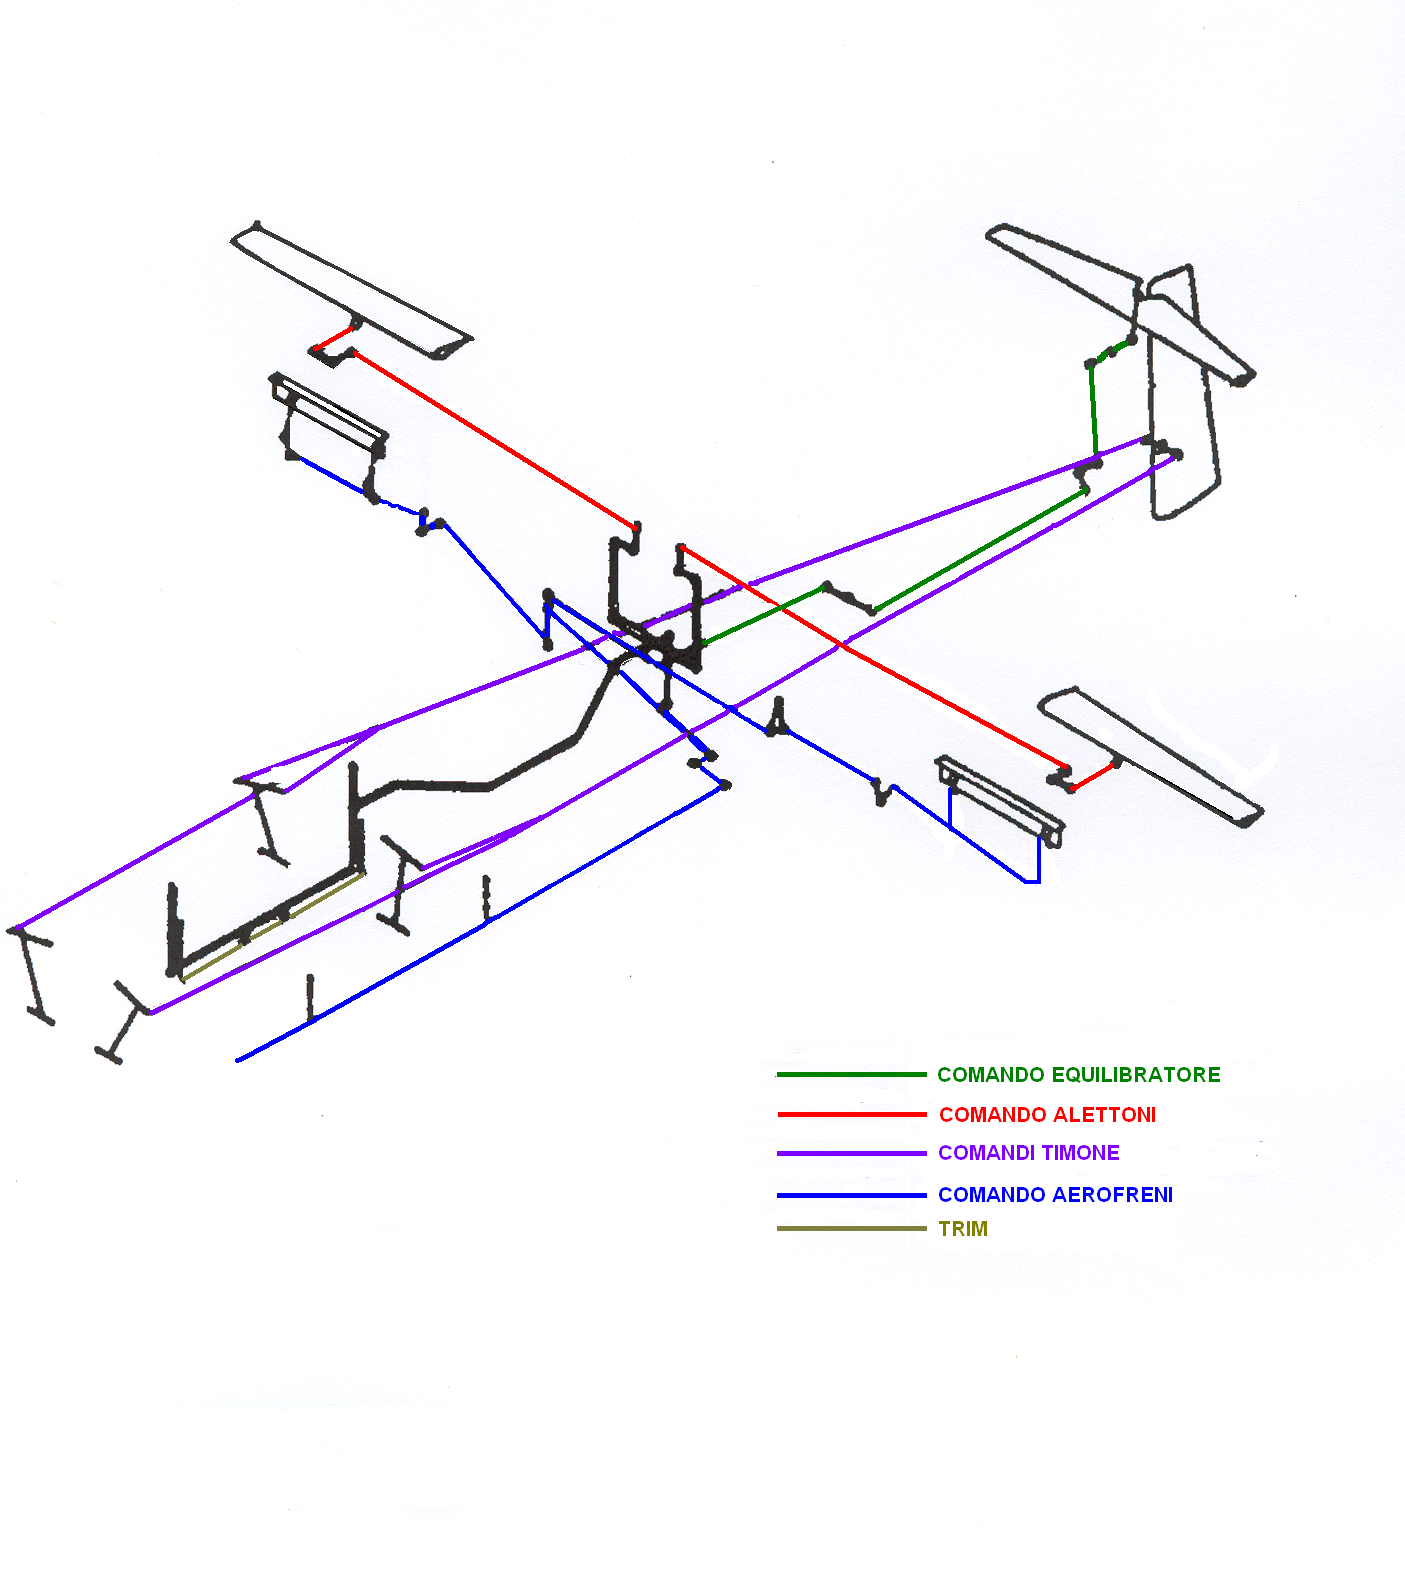 COMANDO EQUILIBRATORE
COMANDO ALETTONI
COMANDI TIMONE
COMANDO AEROFRENI
TRIM